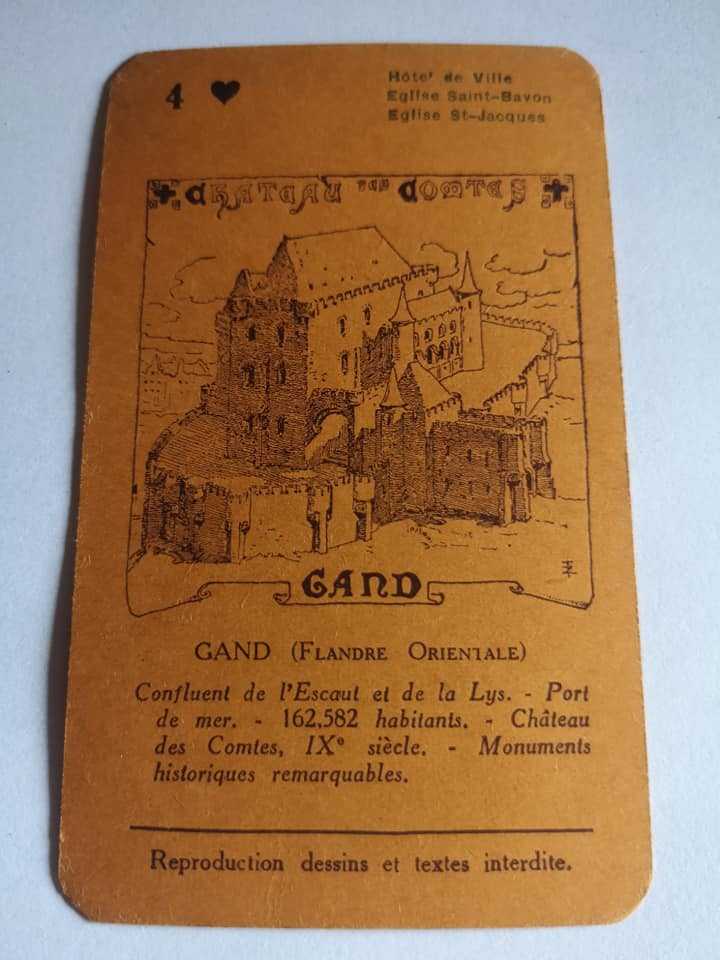 4 ♥
Hôtel de Ville
Eglise Saint-Bavon
Eglise St-Jacques
CHATEAU DES COMTES
GAND
GAND (FLANDRE ORIENTALE)
Confluent de l'Escaut et de la Lys. - Port
de mer. - 162,582 habitants. - Château
des Comtes, IXe siècle. - Monuments
historiques remarquables.
Reproduction dessins et textes interdite.